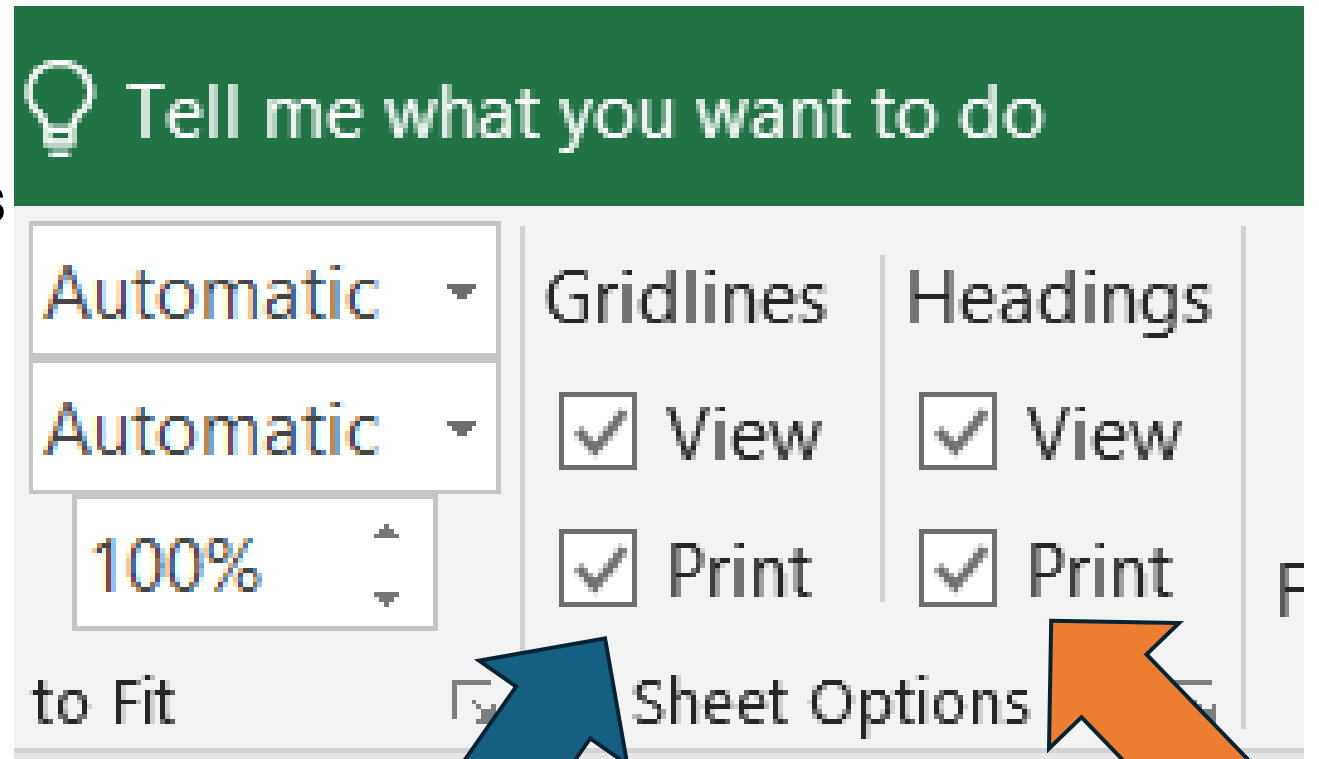 Tell me what you want to do
s
Automatic Gridlines Headings
Automatic View View
100% Print Print
F
to Fit Sheet Options